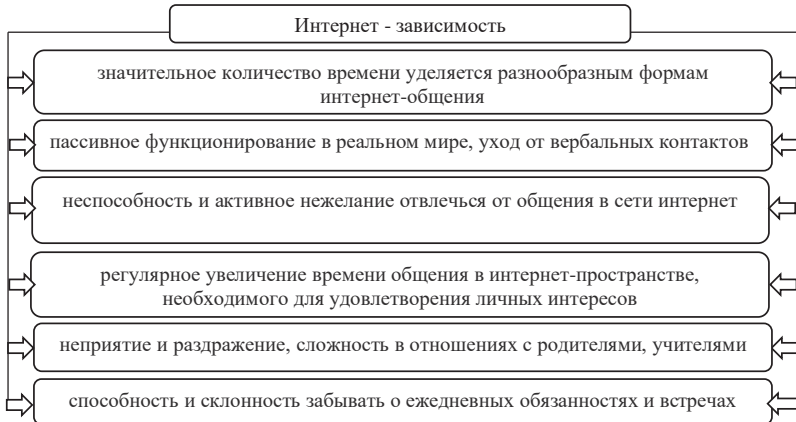 Интернет - зависимость
значительное количество времени уделяется разнообразным формам
интернет-общения
пассивное функционирование в реальном мире, уход от вербальных контактов
неспособность и активное нежелание отвлечься от общения в сети интернет
регулярное увеличение времени общения в интернет-пространстве,
необходимого для удовлетворения личных интересов
неприятие и раздражение, сложность в отношениях с родителями, учителями
способность и склонность забывать о ежедневных обязанностях и встречах